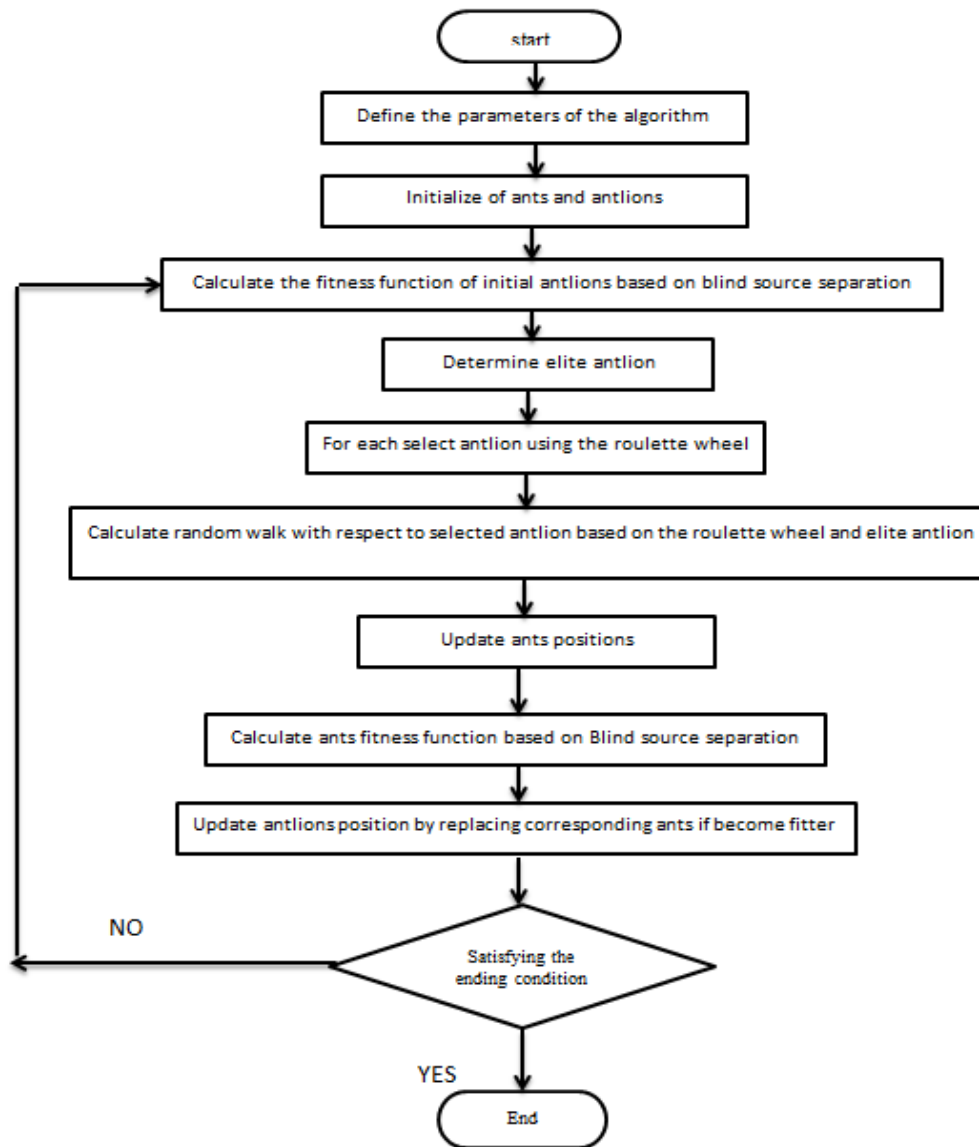 start
Define the parameters of the algorithm
Initialize of ants and antlions
Calculate the fitness function of initial antlions based on blind source separation
Determine elite antlion
For each select antlion using the roulette wheel
Calculate random walk with respect to selected antlion based on the roulette wheel and elite antlion
Update ants positions
Calculate ants fitness function based on Blind source separation
Update antlions position by replacing corresponding ants if become fitter
NO
Satisfying the
ending condition
YES
End